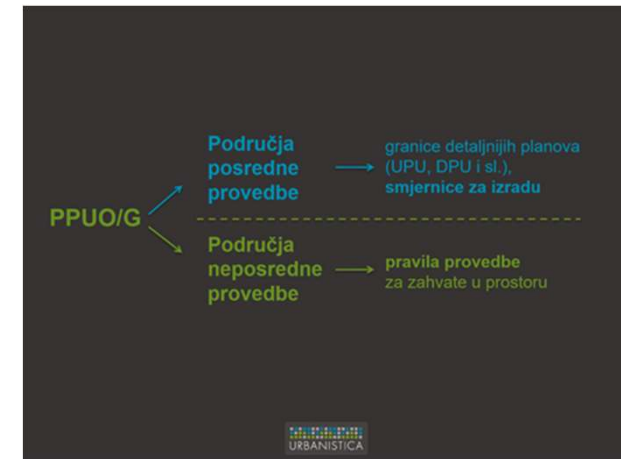 Područja
posredne
provedbe
granice detaljnijih planova
(UPU, DPU i sl.),
smjernice za izradu
PPUO/G
Područja
neposredne
provedbe
pravila provedbe
za zahvate u prostoru
URBANISTICA